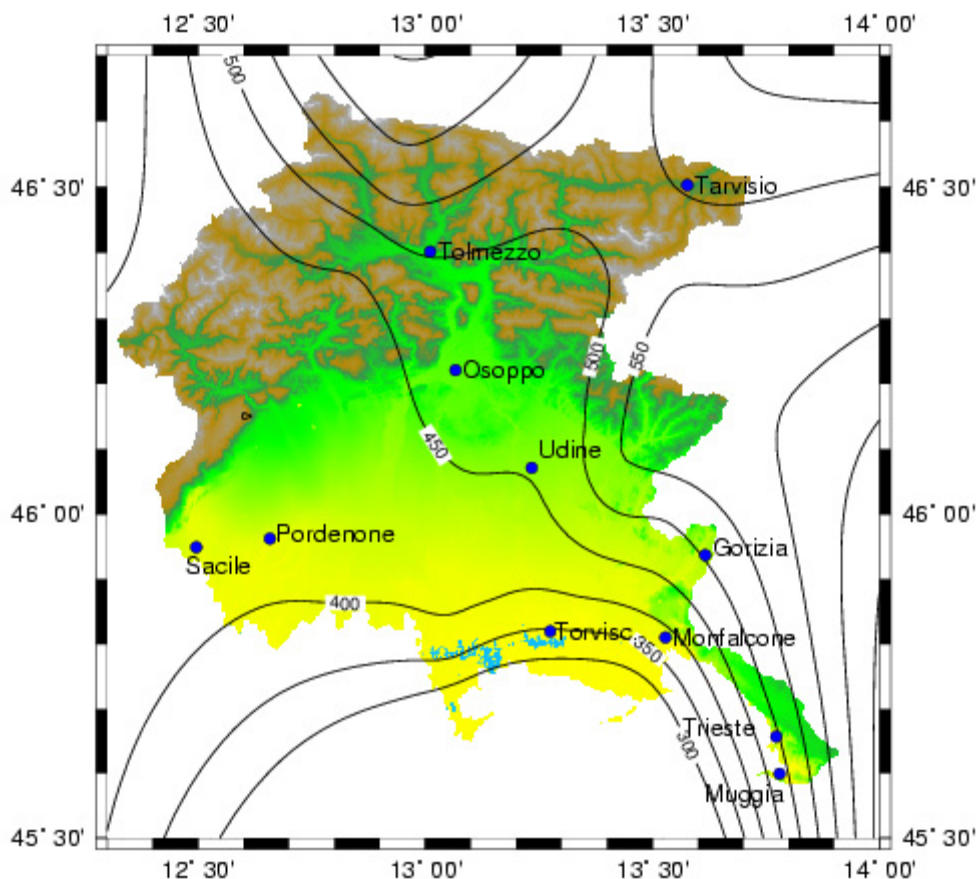 12° 30' 13° 00' 13° 30' 14° 00'
500
46° 30' 46° 30'
Tarvisio
Tolmezzo
500 550
Osoppo
450 Udine
46° 00' 46° 00'
Pordenone
Gorizia
Sacile
400
Torvisc 350 Monfalcone
Trieste
300
Muggia
45° 30' 45° 30'
12° 30' 13° 00' 13° 30' 14° 00'